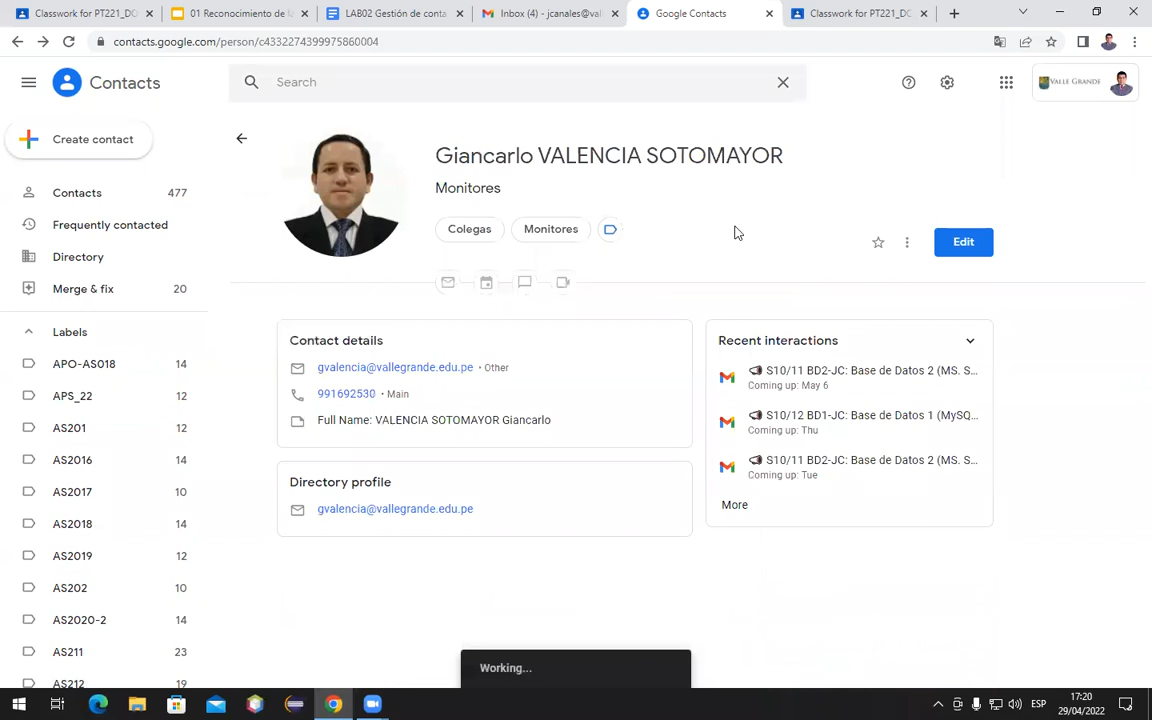 Classwork for PT221_DO
01 Reconocimiento de la
LAB02 Gestión de conta
Inbox (4) - jcanales@val
Google Contacts
Classwork for PT221_DO
contacts.google.com/person/c4332274399975860004
Contacts
Search
VALLE GRANDE
Create contact
Contacts 477
Frequently contacted
Directory
Merge & fix 20
Labels
APO-AS018 14
APS_22 12
AS201 12
AS2016 14
AS2017 10
AS2018 14
AS2019 12
AS202 10
AS2020-2 14
AS211 23
AS212 19
Giancarlo VALENCIA SOTOMAYOR
Monitores
Colegas
Monitores
Edit
Contact details
gvalencia@vallegrande.edu.pe • Other
991692530 • Main
Full Name: VALENCIA SOTOMAYOR Giancarlo
Directory profile
gvalencia@vallegrande.edu.pe
Recent interactions
S10/11 BD2-JC: Base de Datos 2 (MS. S...
Coming up: May 6
S10/12 BD1-JC: Base de Datos 1 (MySQ...
Coming up: Thu
S10/11 BD2-JC: Base de Datos 2 (MS. S...
Coming up: Tue
More
Working...
ESP
17:20
29/04/2022